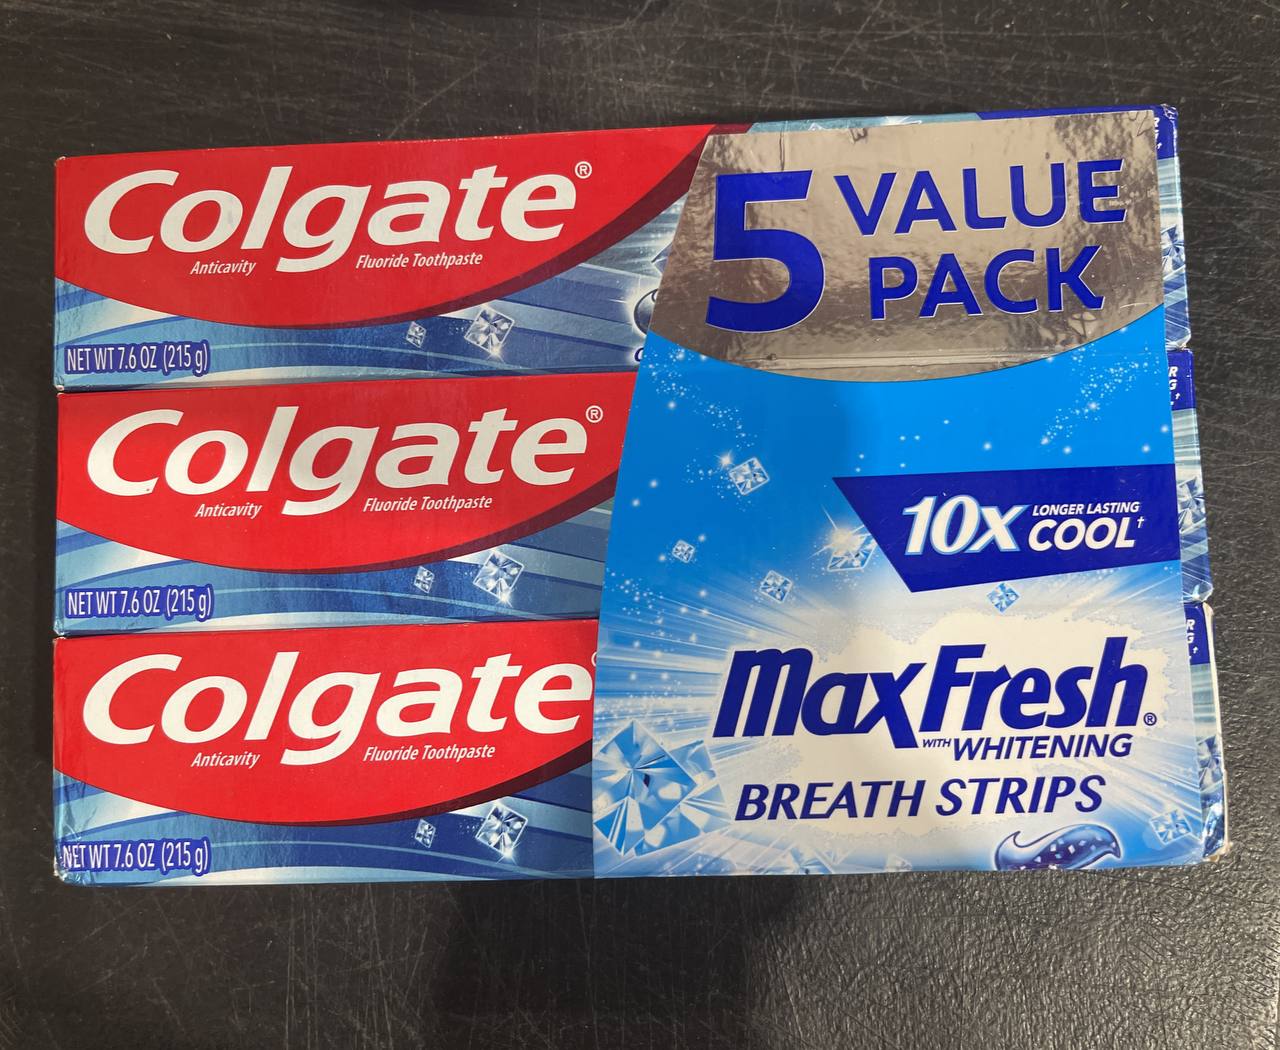 Colgate®
Anticavity Fluoride Toothpaste
NET WT 7.6 OZ (215 g)
Colgate®
Anticavity Fluoride Toothpaste
NET WT 7.6 OZ (215 g)
Colgate
Anticavity Fluoride Toothpaste
NET WT 7.6 OZ (215 g)
5 VALUE
PACK
10X LONGER LASTING
COOL†
MaxFresh®
WITH WHITENING
BREATH STRIPS